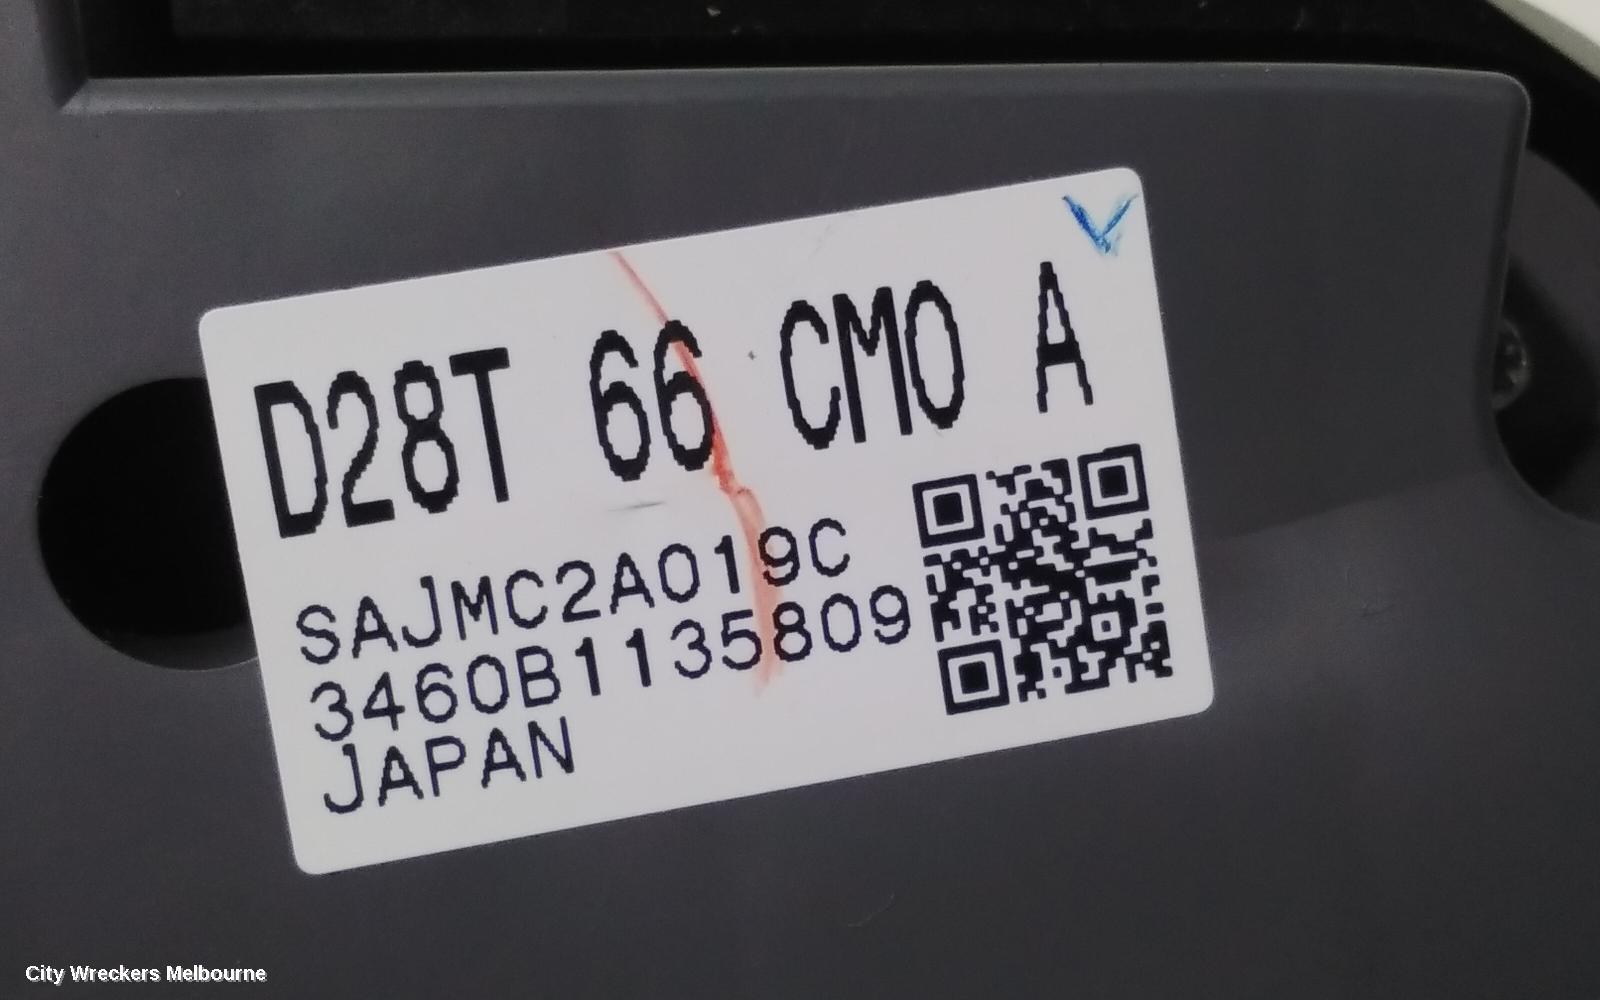 D28T 66 CM0 A
SAJMC2A019C
3460B1135809
JAPAN
City Wreckers Melbourne